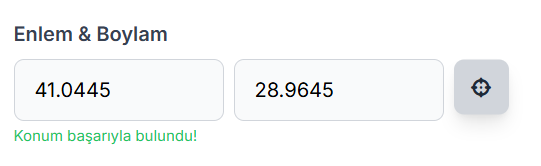 Enlem & Boylam
41.0445 28.9645
Konum başarıyla bulundu!